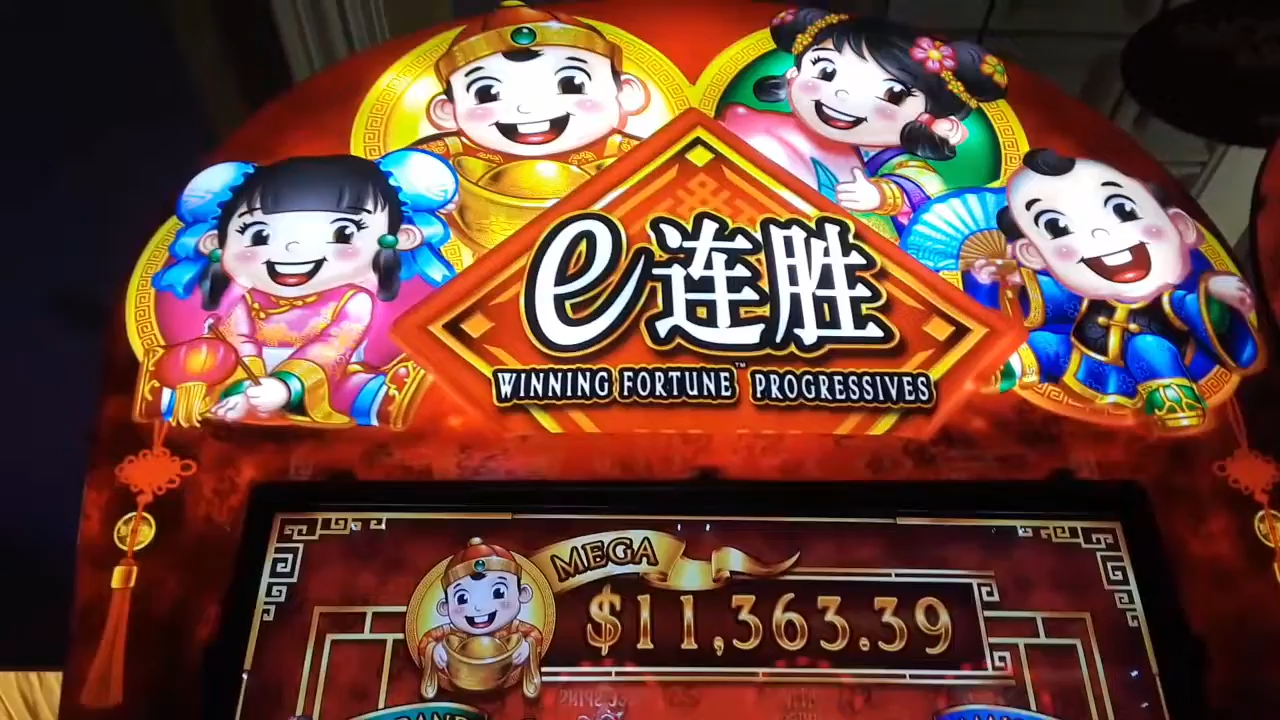 e连胜
WINNING FORTUNE™ PROGRESSIVES
MEGA
$11,363.39